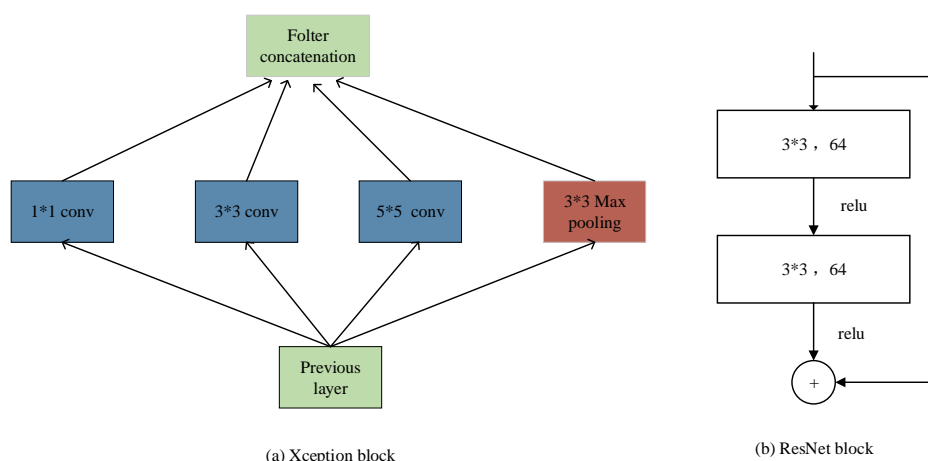 Folter
concatenation
1*1 conv
3*3 conv
5*5 conv
3*3 Max
pooling
Previous
layer
(a) Xception block
3*3，64
relu
3*3，64
relu
+
(b) ResNet block